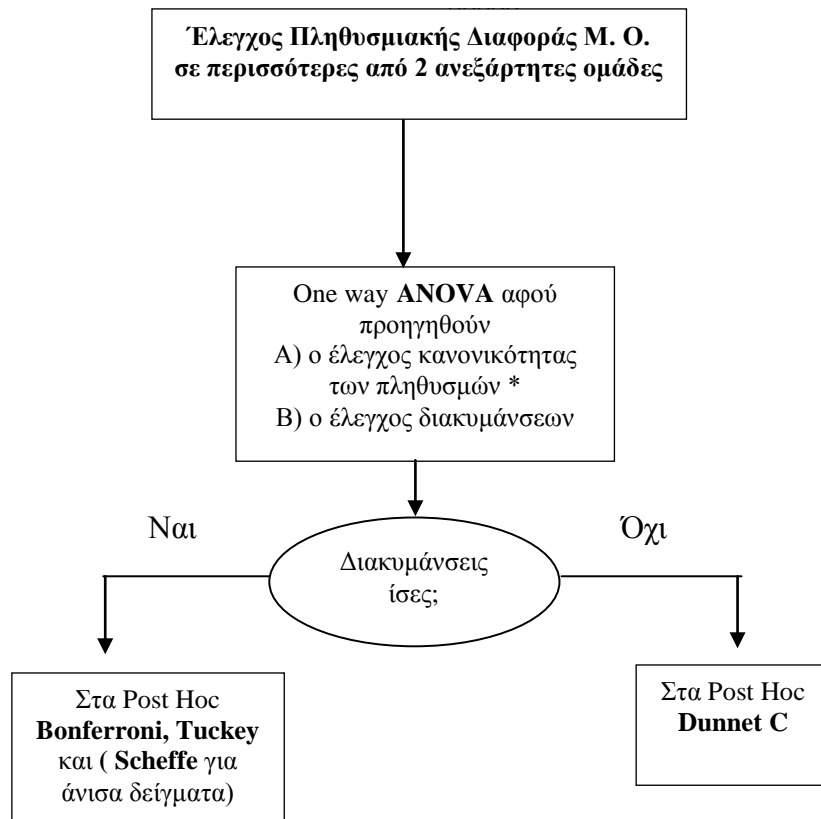 Έλεγχος Πληθυσμιακής Διαφοράς Μ. Ο.
σε περισσότερες από 2 ανεξάρτητες ομάδες
One way ANOVA αφού
προηγηθούν
Α) ο έλεγχος κανονικότητας
των πληθυσμών *
Β) ο έλεγχος διακυμάνσεων
Ναι
Όχι
Διακυμάνσεις
ίσες;
Στα Post Hoc
Bonferroni, Tuckey
και ( Scheffe για
άνισα δείγματα)
Στα Post Hoc
Dunnet C